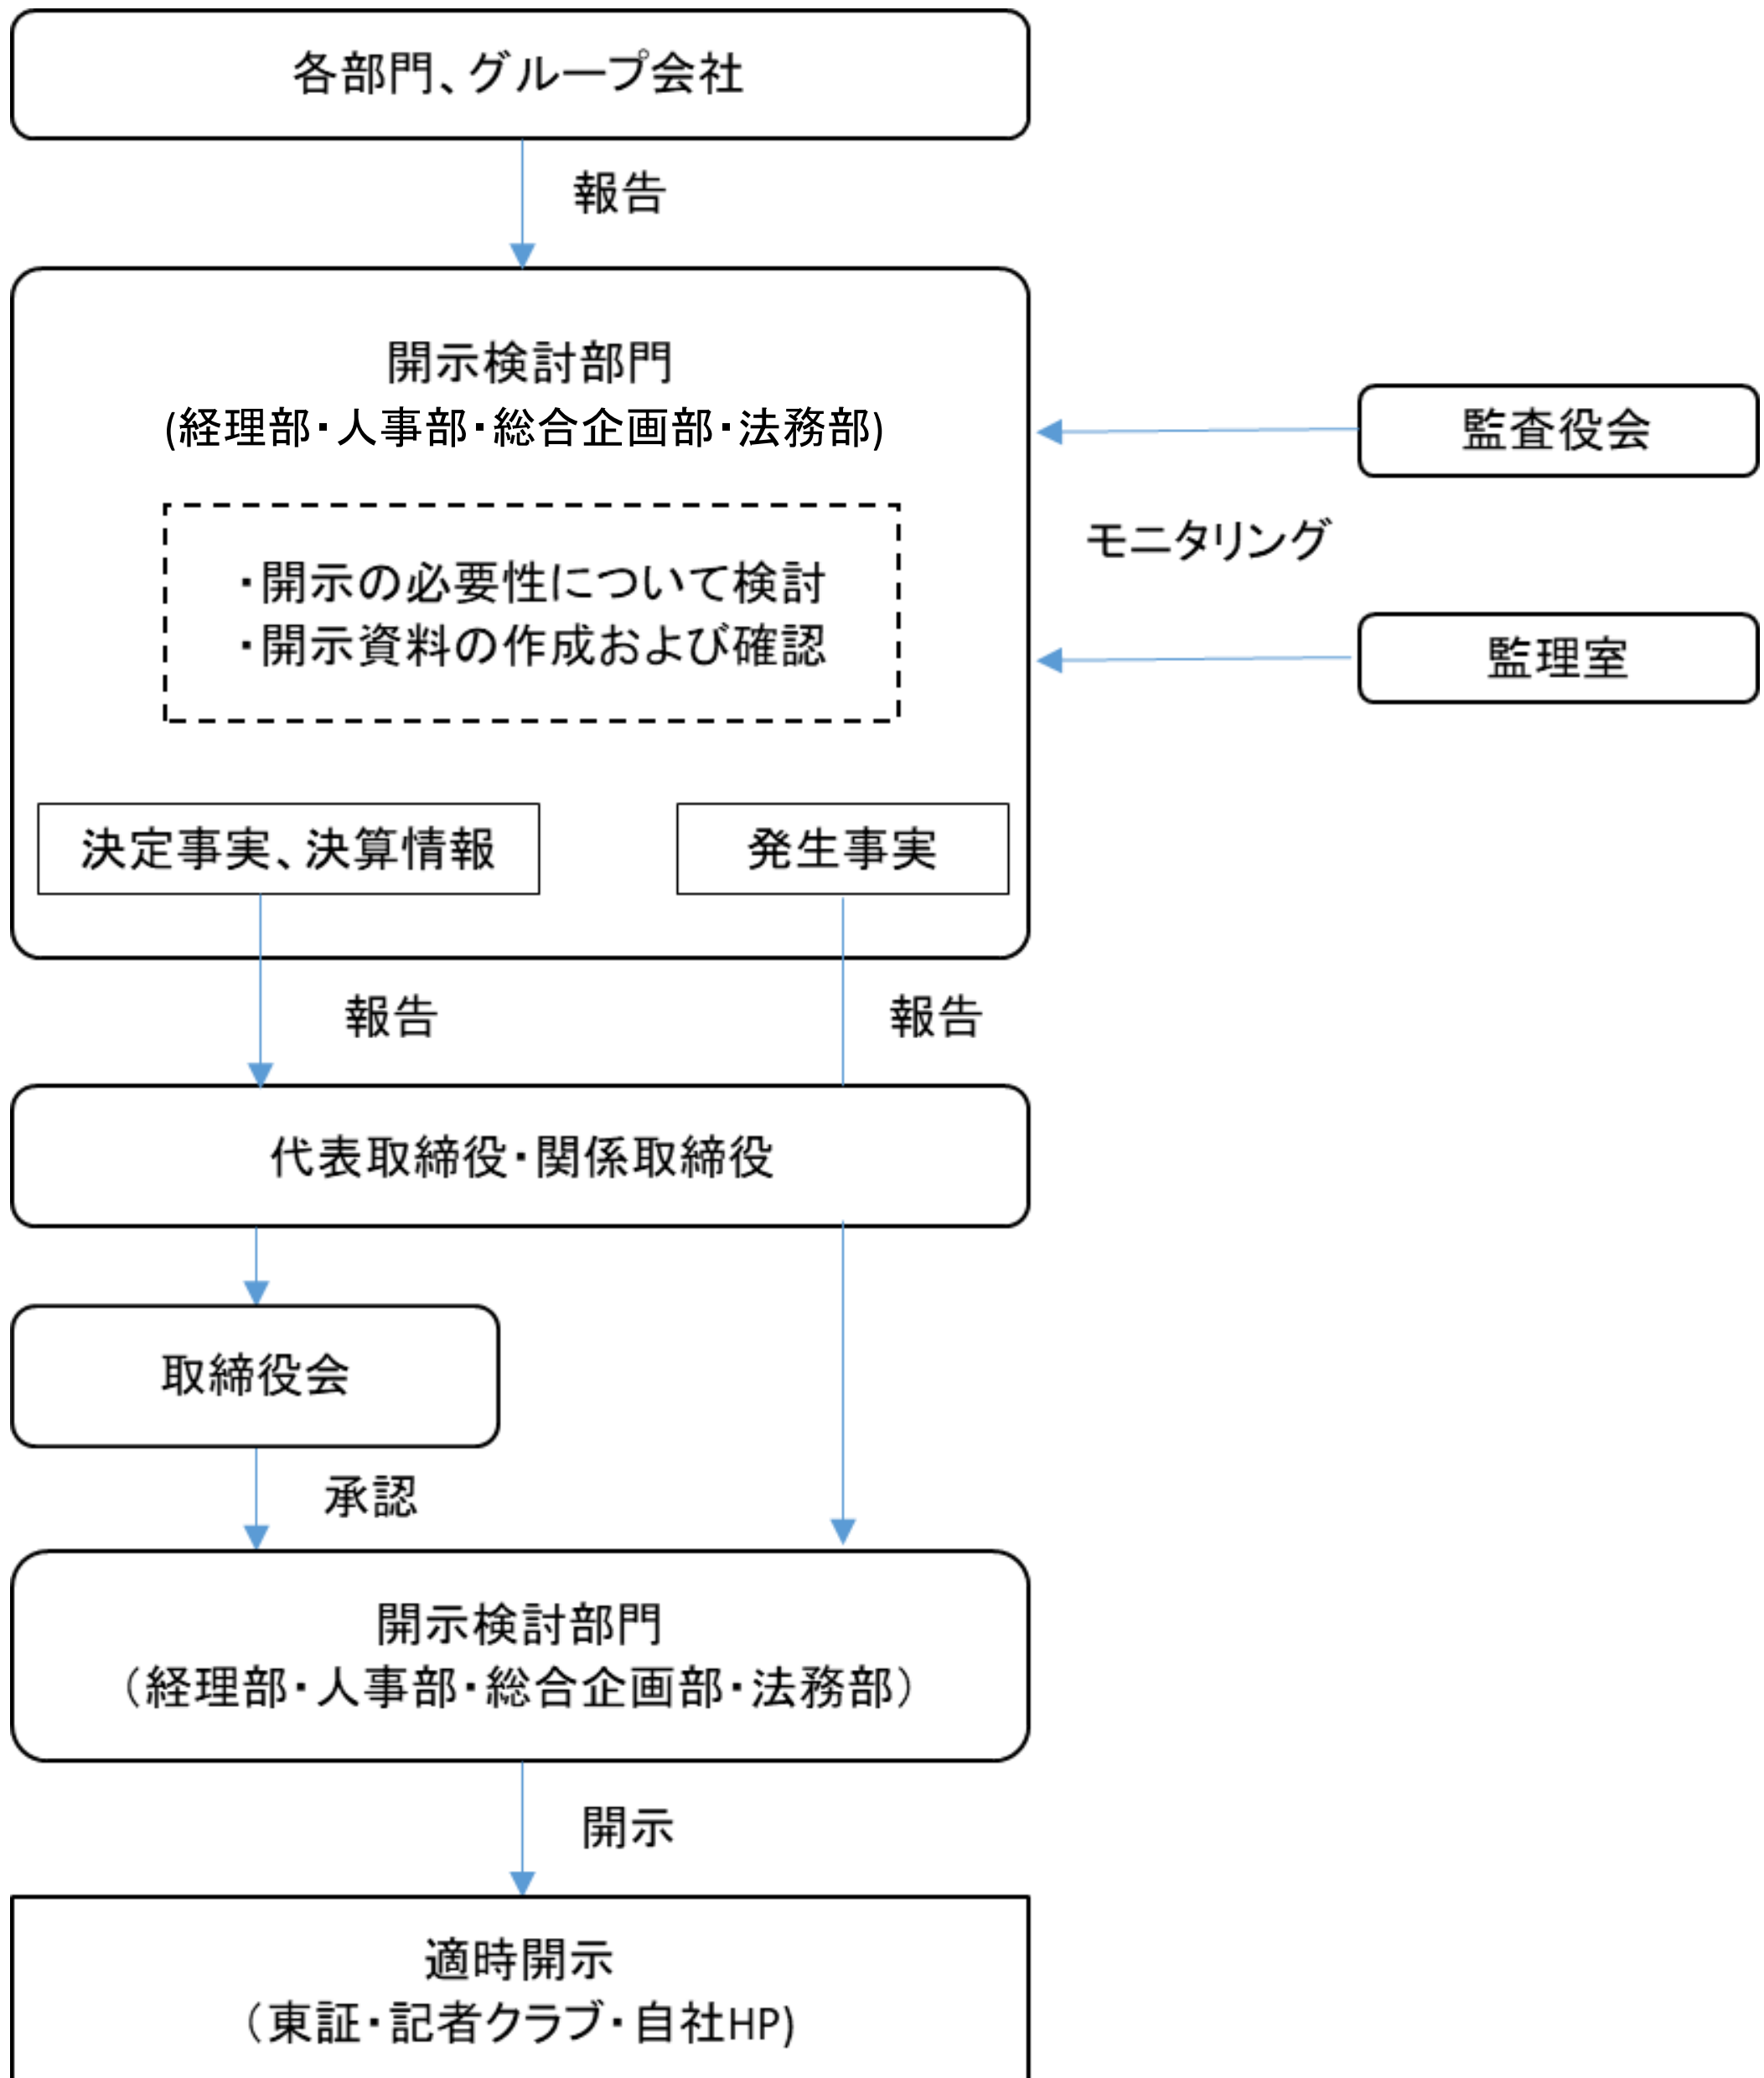 各部門、グループ会社
報告
開示検討部門
(経理部・人事部・総合企画部・法務部)
監査役会
モニタリング
・開示の必要性について検討
・開示資料の作成および確認
監理室
決定事実、決算情報
発生事実
報告
報告
代表取締役・関係取締役
取締役会
承認
開示検討部門
（経理部・人事部・総合企画部・法務部）
開示
適時開示
（東証・記者クラブ・自社HP)